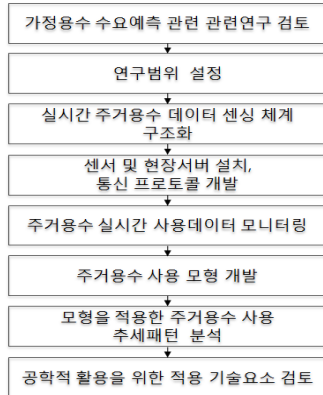 가정용수 수요예측 관련 관련연구 검토
연구범위 설정
실시간 주거용수 데이터 센싱 체계
구조화
센서 및 현장서버 설치,
통신 프로토콜 개발
주거용수 실시간 사용데이터 모니터링
주거용수 사용 모형 개발
모형을 적용한 주거용수 사용
추세패턴 분석
공학적 활용을 위한 적용 기술요소 검토